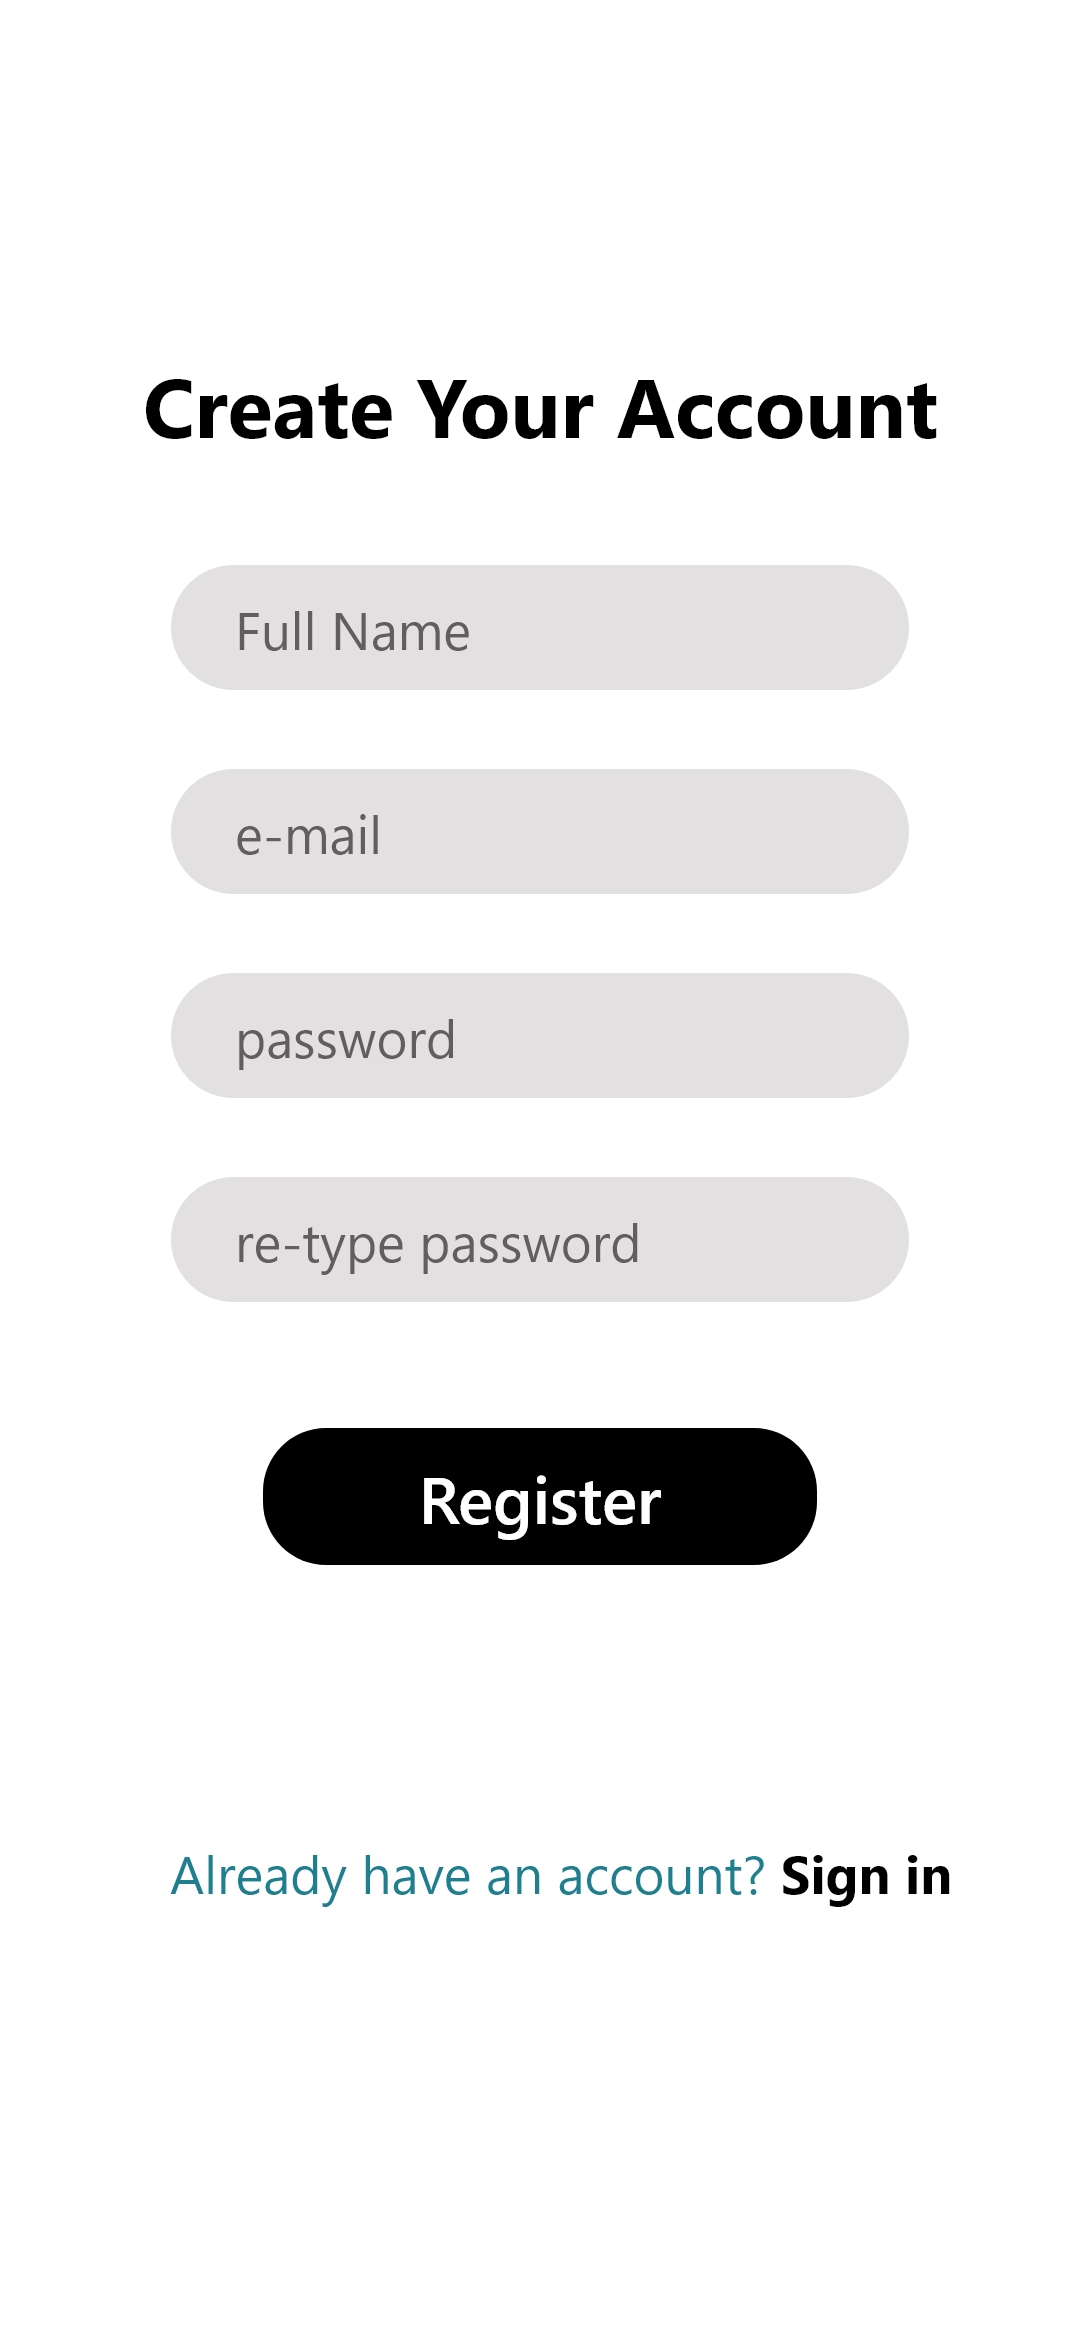 Create Your Account
Full Name
e-mail
password
re-type password
Register
Already have an account? Sign in